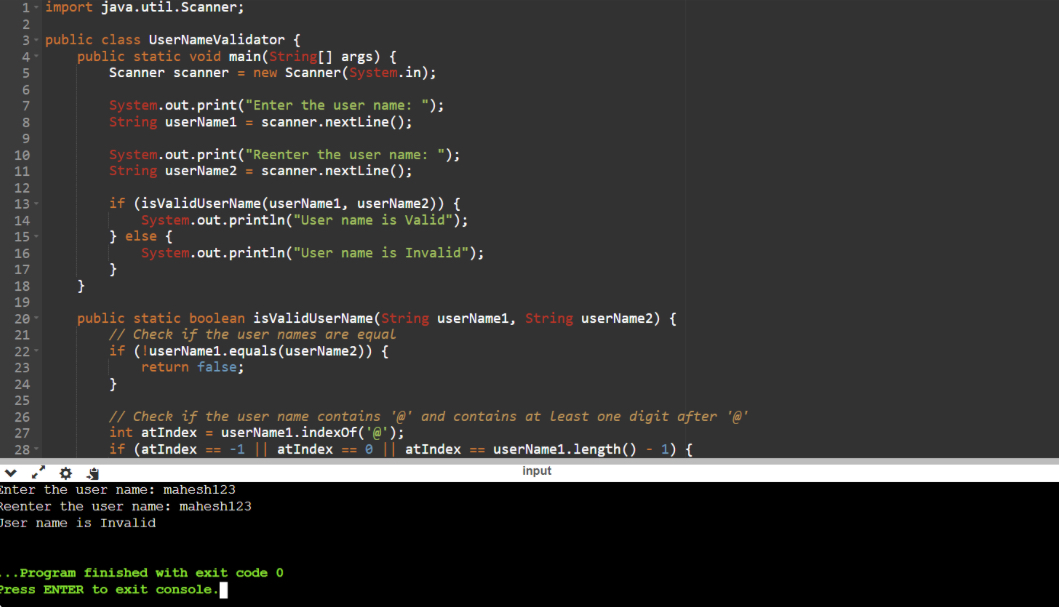 1 import java.util.Scanner;
2
3 public class UserNameValidator {
4 public static void main(String[] args) {
5 Scanner scanner = new Scanner(System.in);
6
7 System.out.print("Enter the user name: ");
8 String userName1 = scanner.nextLine();
9
10 System.out.print("Reenter the user name: ");
11 String userName2 = scanner.nextLine();
12
13 if (isValidUserName(userName1, userName2)) {
14 System.out.println("User name is Valid");
15 } else {
16 System.out.println("User name is Invalid");
17 }
18 }
19
20 public static boolean isValidUserName(String userName1, String userName2) {
21 // Check if the user names are equal
22 if (!userName1.equals(userName2)) {
23 return false;
24 }
25
26 // Check if the user name contains '@' and contains at least one digit after '@'
27 int atIndex = userName1.indexOf('@');
28 if (atIndex == -1 || atIndex == 0 || atIndex == userName1.length() - 1) {
input
Enter the user name: mahesh123
Reenter the user name: mahesh123
User name is Invalid
...Program finished with exit code 0
Press ENTER to exit console.